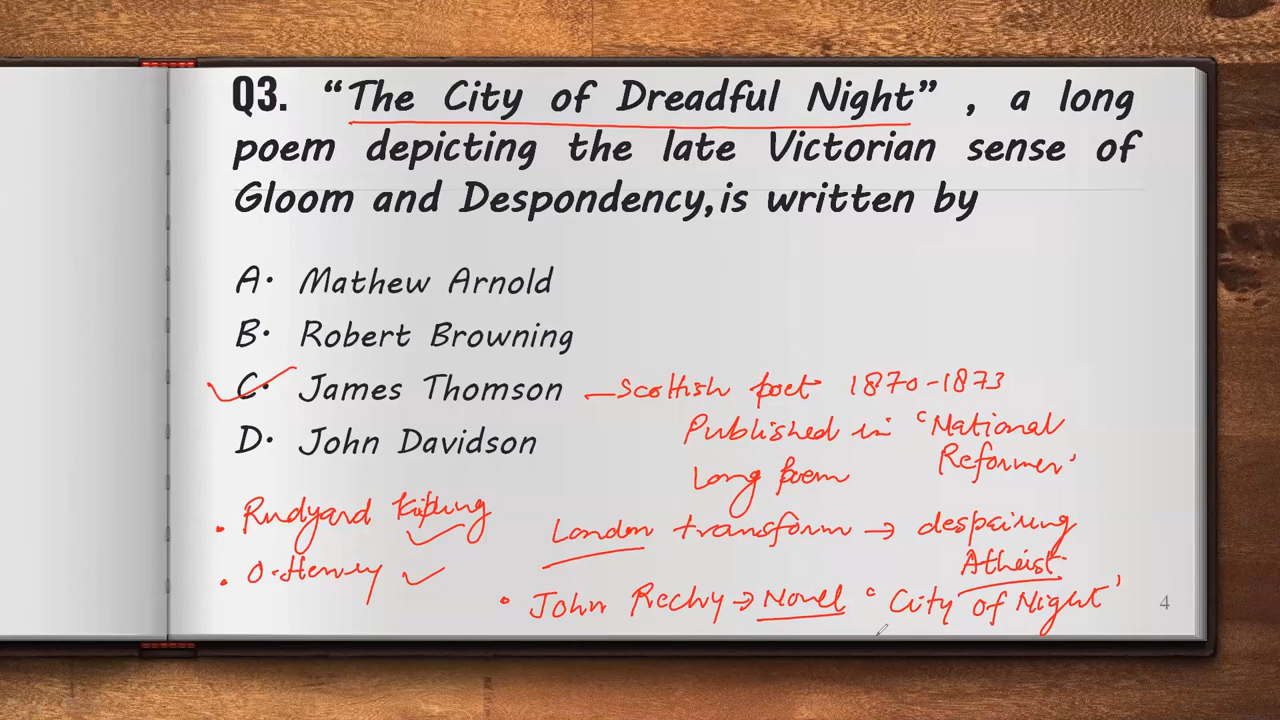 Q3. “The City of Dreadful Night” , a long
poem depicting the late Victorian sense of
Gloom and Despondency,is written by
A. Mathew Arnold
B. Robert Browning
C. James Thomson – Scottish poet 1870-1873
Published in ‘National
Reformer’
D. John Davidson
Long poem
• Rudyard Kipling
London transform → despairing
Atheist
• O. Henry
• John Rechy → Novel ‘City of Night’
4